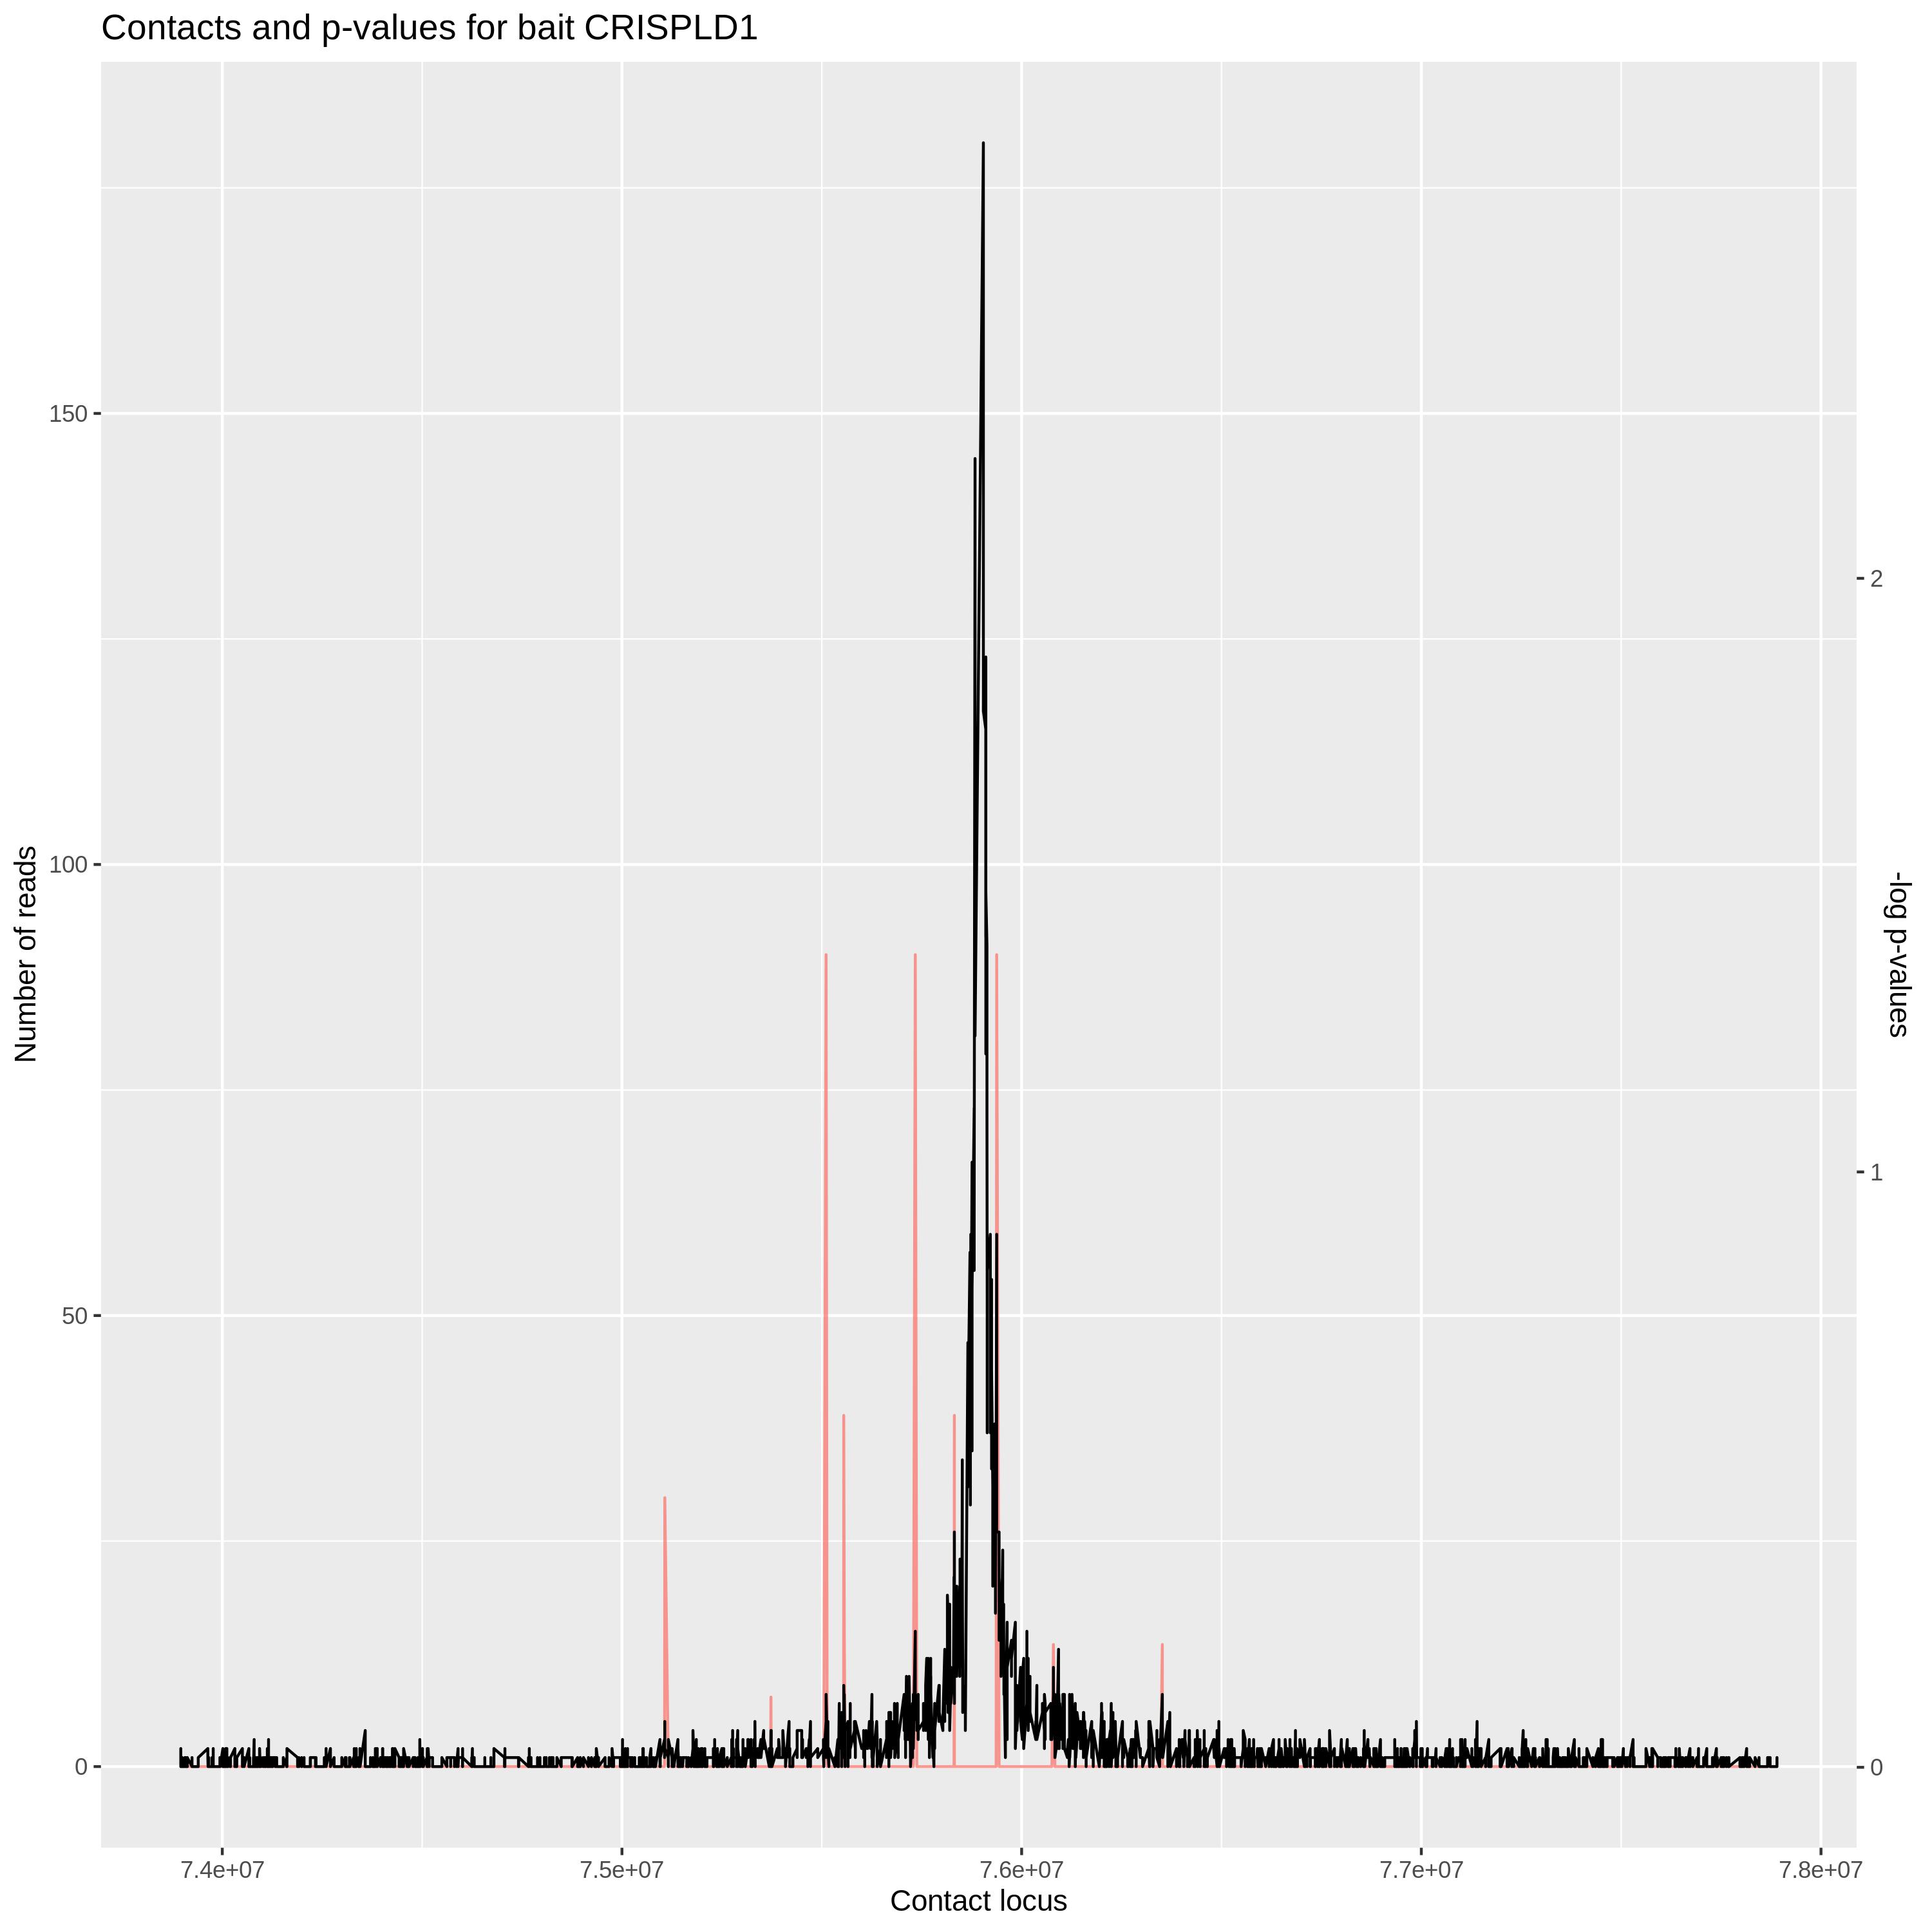 Contacts and p-values for bait CRISPLD1
150
100
50
0
Number of reads
2
1
0
-log p-values
7.4e+07
7.5e+07
7.6e+07
7.7e+07
7.8e+07
Contact locus